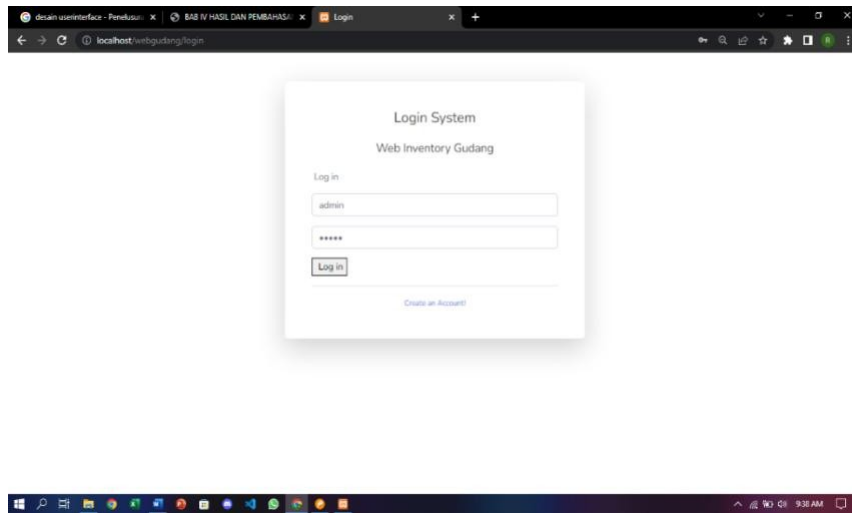 desain userinterface - Penelusur
BAB IV HASIL DAN PEMBAHASA
Login
localhost/webgudang/login
Login System
Web Inventory Gudang
Log in
admin
*****
Log in
Create an Account!
9:38 AM